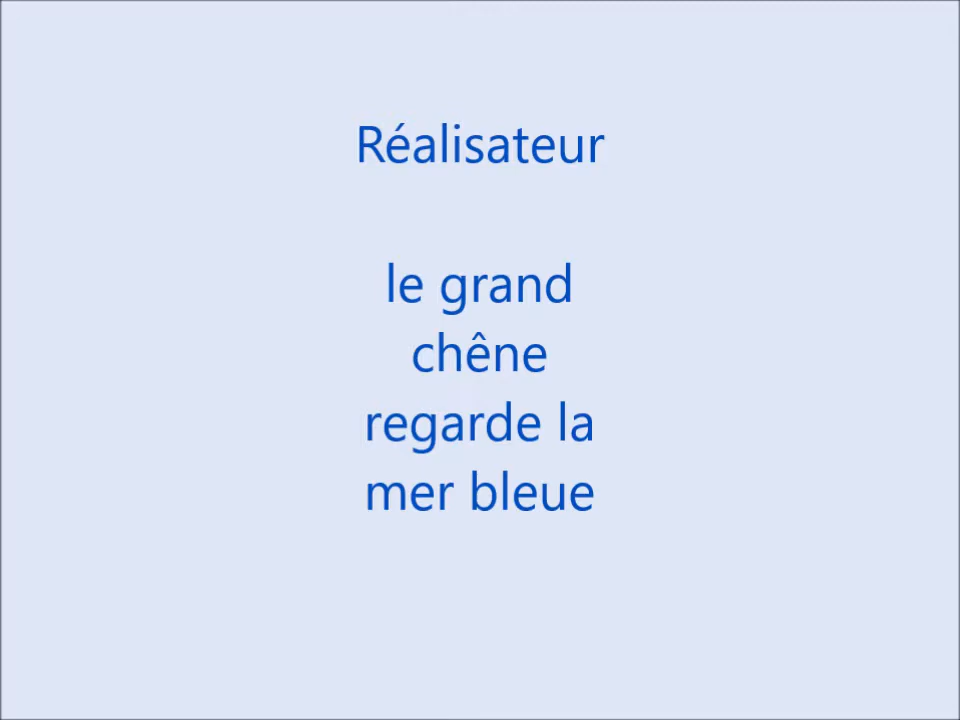 Réalisateur
le grand
chêne
regarde la
mer bleue